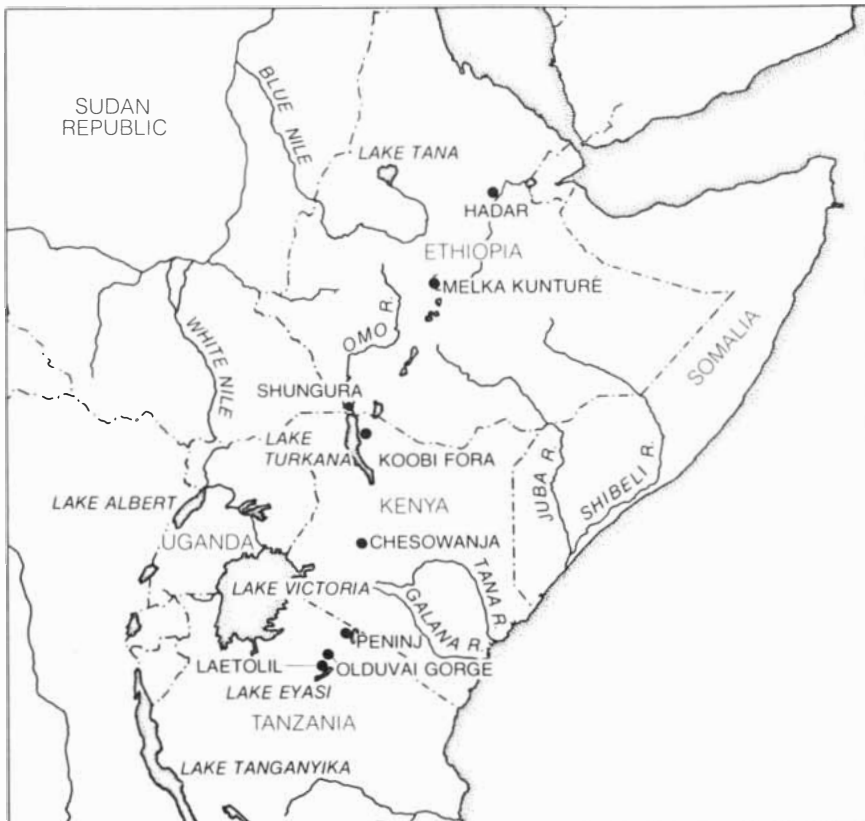 SUDAN
REPUBLIC
BLUE NILE
LAKE TANA
HADAR
ETHIOPIA
MELKA KUNTURÉ
OMO R.
WHITE NILE
SOMALIA
SHUNGURA
LAKE
TURKANA
KOOBI FORA
JUBA R.
SHIBELI R.
LAKE ALBERT
KENYA
UGANDA
CHESOWANJA
LAKE VICTORIA
TANA R.
GALANA R.
PENINJ
LAETOLIL
OLDUVAI GORGE
LAKE EYASI
TANZANIA
LAKE TANGANYIKA